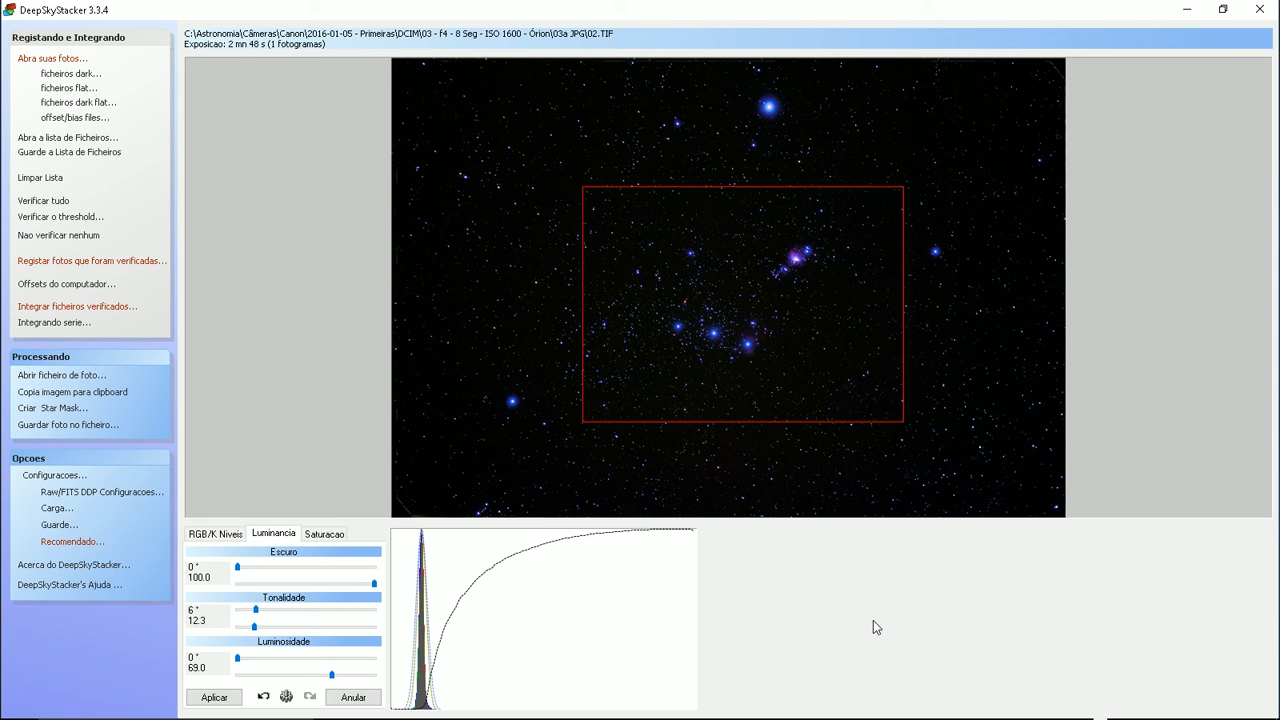 DeepSkyStacker 3.3.4
Registando e Integrando
Abra suas fotos...
ficheiros dark...
ficheiros flat...
ficheiros dark flat...
offset/bias files...
Abra a lista de Ficheiros...
Guarde a Lista de Ficheiros
Limpar Lista
Verificar tudo
Verificar o threshold...
Nao verificar nenhum
Registar fotos que foram verificadas...
Offsets do computador...
Integrar ficheiros verificados...
Integrando serie...
Processando
Abrir ficheiro de foto...
Copia imagem para clipboard
Criar Star Mask...
Guardar foto no ficheiro...
Opcoes
Configuracoes...
Raw/FITS DDP Configuracoes...
Carga...
Guarde...
Recomendado...
Acerca do DeepSkyStacker...
DeepSkyStacker's Ajuda ...
C:\Astronomia\Câmeras\Canon\2016-01-05 - Primeiras\DCIM\03 - f4 - 8 Seg - ISO 1600 - Órion\03a JPG\02.TIF
Exposicao: 2 mn 48 s (1 fotogramas)
RGB/K Niveis
Luminancia
Saturacao
Escuro
0 °
100.0
Tonalidade
6 °
12.3
Luminosidade
0 °
69.0
Aplicar
Anular